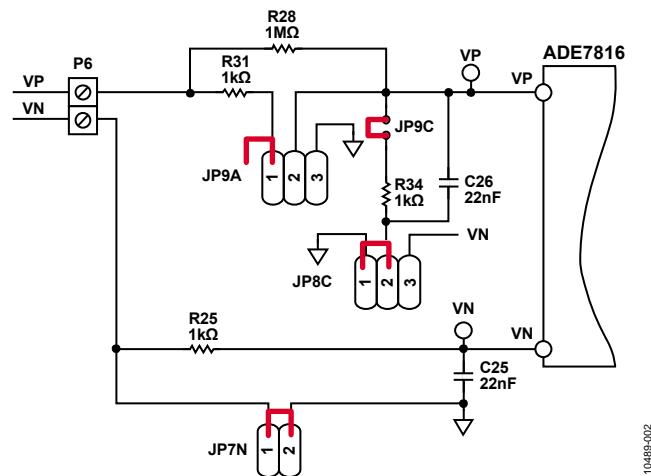 R28
1MΩ
P6
R31
1kΩ
VP
ADE7816
VP
VP
VN
JP9C
JP9A
1
2
3
R34
1kΩ
C26
22nF
VN
JP8C
1
2
3
R25
1kΩ
VN
VN
C25
22nF
JP7N
1
2
10489-002